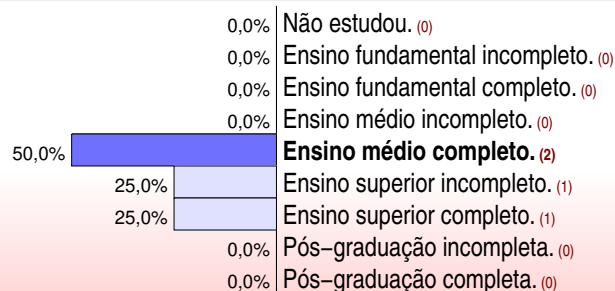 0,0% Não estudou. (0)
0,0% Ensino fundamental incompleto. (0)
0,0% Ensino fundamental completo. (0)
0,0% Ensino médio incompleto. (0)
50,0% Ensino médio completo. (2)
25,0% Ensino superior incompleto. (1)
25,0% Ensino superior completo. (1)
0,0% Pós−graduação incompleta. (0)
0,0% Pós−graduação completa. (0)